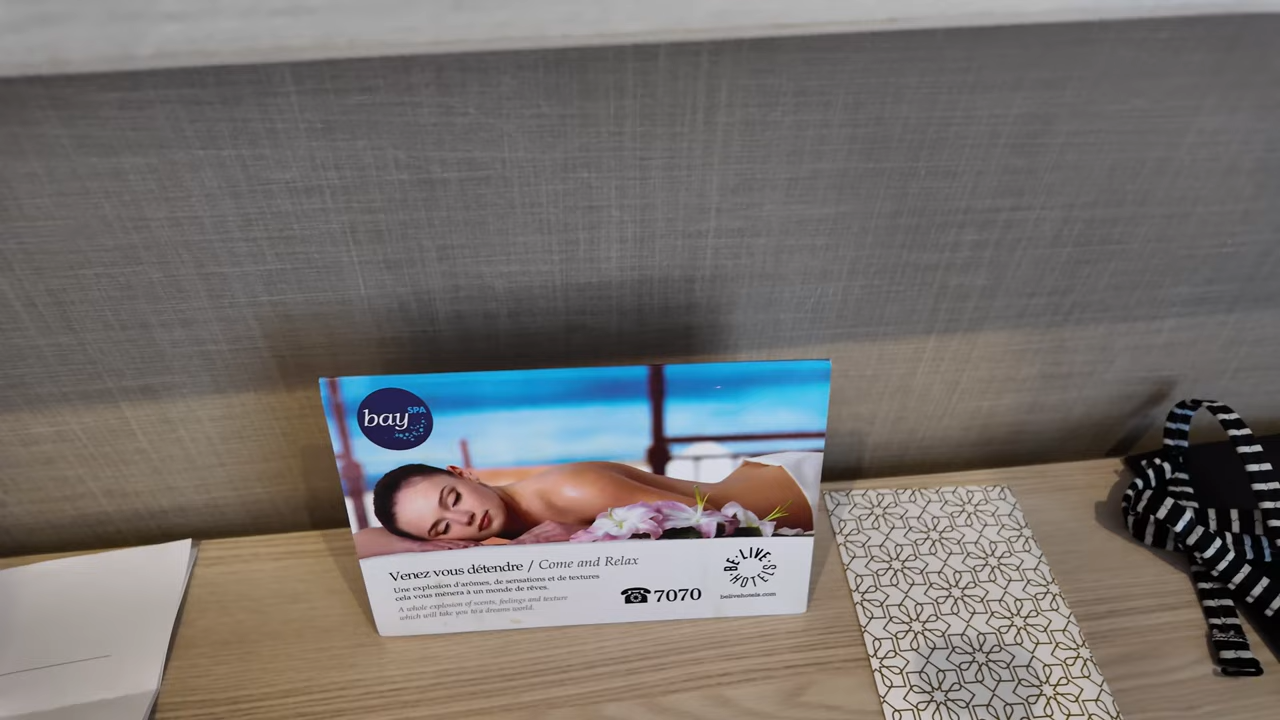 bay SPA
Venez vous détendre / Come and Relax
Une explosion d'arômes, de sensations et de textures
cela vous mènera à un monde de rêves.
A whole explosion of scents, feelings and texture
which will take you to a dreams world.
☎ 7070
BE·LIVE
HOTELS
belivehotels.com